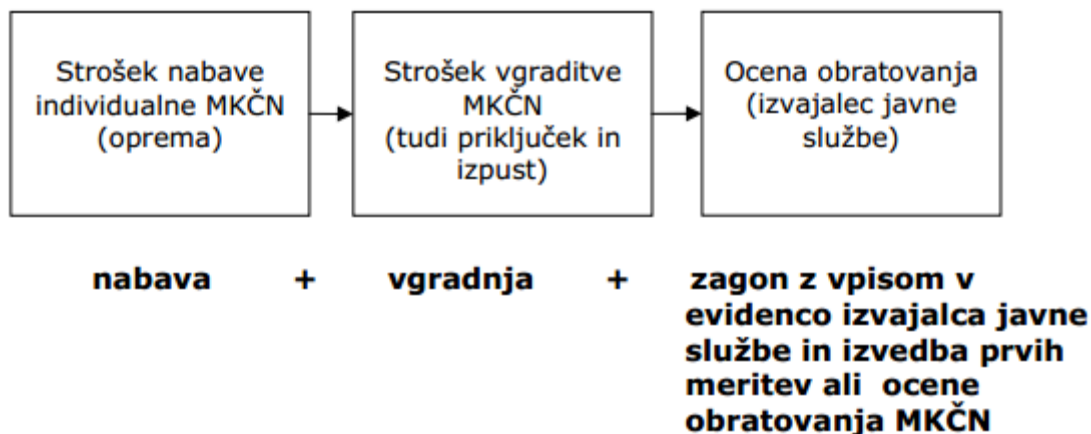 Strošek nabave
individualne MKČN
(oprema)
Strošek vgraditve
MKČN
(tudi priključek in
izpust)
Ocena obratovanja
(izvajalec javne
službe)
nabava + vgradnja + zagon z vpisom v
evidenco izvajalca javne
službe in izvedba prvih
meritev ali ocene
obratovanja MKČN